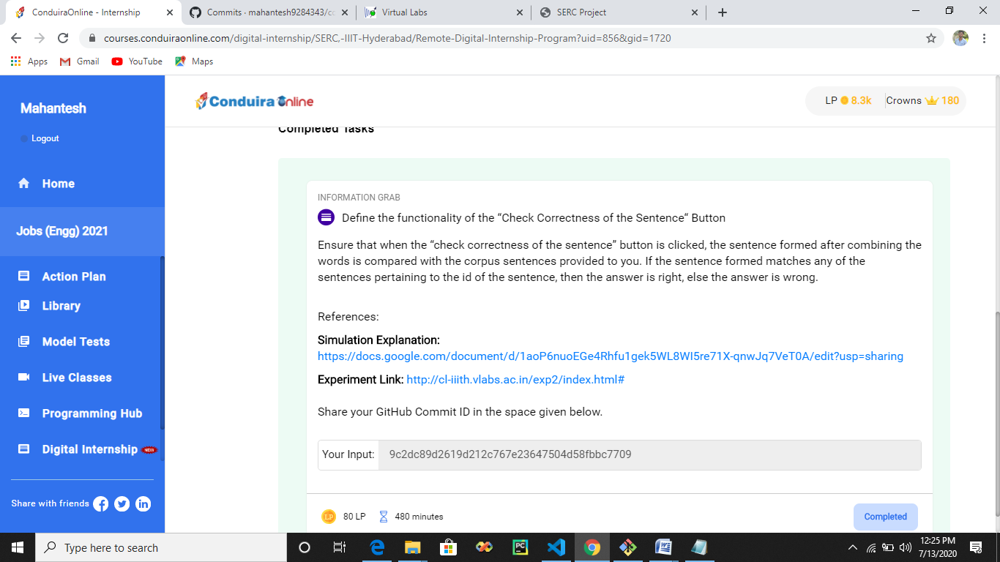 ConduiraOnline - Internship
Commits · mahantesh9284343/cc
Virtual Labs
SERC Project
courses.conduiraonline.com/digital-internship/SERC,-IIIT-Hyderabad/Remote-Digital-Internship-Program?uid=856&gid=1720
Apps
Gmail
YouTube
Maps
Mahantesh
Logout
Home
Jobs (Engg) 2021
Action Plan
Library
Model Tests
Live Classes
Programming Hub
Digital Internship NEW
Share with friends
Conduira Online
LP 8.3k
Crowns 180
Completed Tasks
INFORMATION GRAB
Define the functionality of the “Check Correctness of the Sentence“ Button
Ensure that when the “check correctness of the sentence” button is clicked, the sentence formed after combining the
words is compared with the corpus sentences provided to you. If the sentence formed matches any of the
sentences pertaining to the id of the sentence, then the answer is right, else the answer is wrong.
References:
Simulation Explanation:
https://docs.google.com/document/d/1aoP6nuoEGe4Rhfu1gek5WL8WI5re71X-qnwJq7VeT0A/edit?usp=sharing
Experiment Link: http://cl-iiith.vlabs.ac.in/exp2/index.html#
Share your GitHub Commit ID in the space given below.
Your Input: 9c2dc89d2619d212c767e23647504d58fbbc7709
LP 80 LP 480 minutes
Completed
Type here to search
PC
12:25 PM
7/13/2020